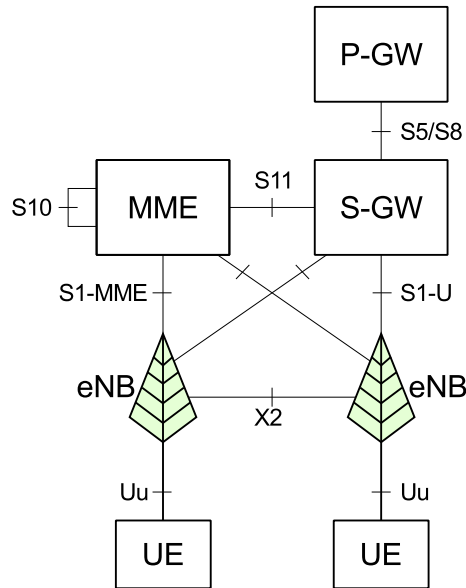 P-GW
S5/S8
S11
S10
MME
S-GW
S1-MME
S1-U
eNB
eNB
X2
Uu
Uu
UE
UE